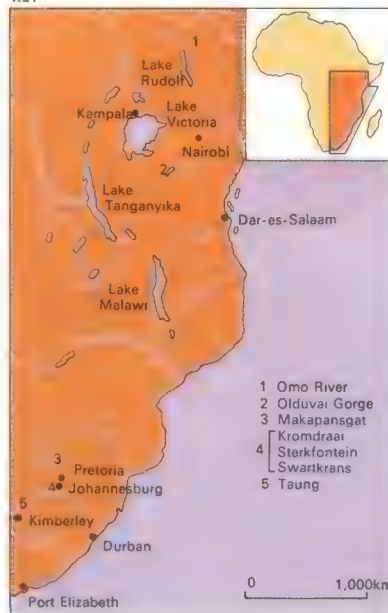 1
Lake
Rudolf
Kampala
Lake
Victoria
Nairobi
2
Lake
Tanganyika
Dar-es-Salaam
Lake
Malawi
1 Omo River
2 Olduvai Gorge
3 Makapansgat
Kromdraai
4 Sterkfontein
Swartkrans
5 Taung
3
Pretoria
4 Johannesburg
5
Kimberley
Durban
Port Elizabeth
0 1,000km